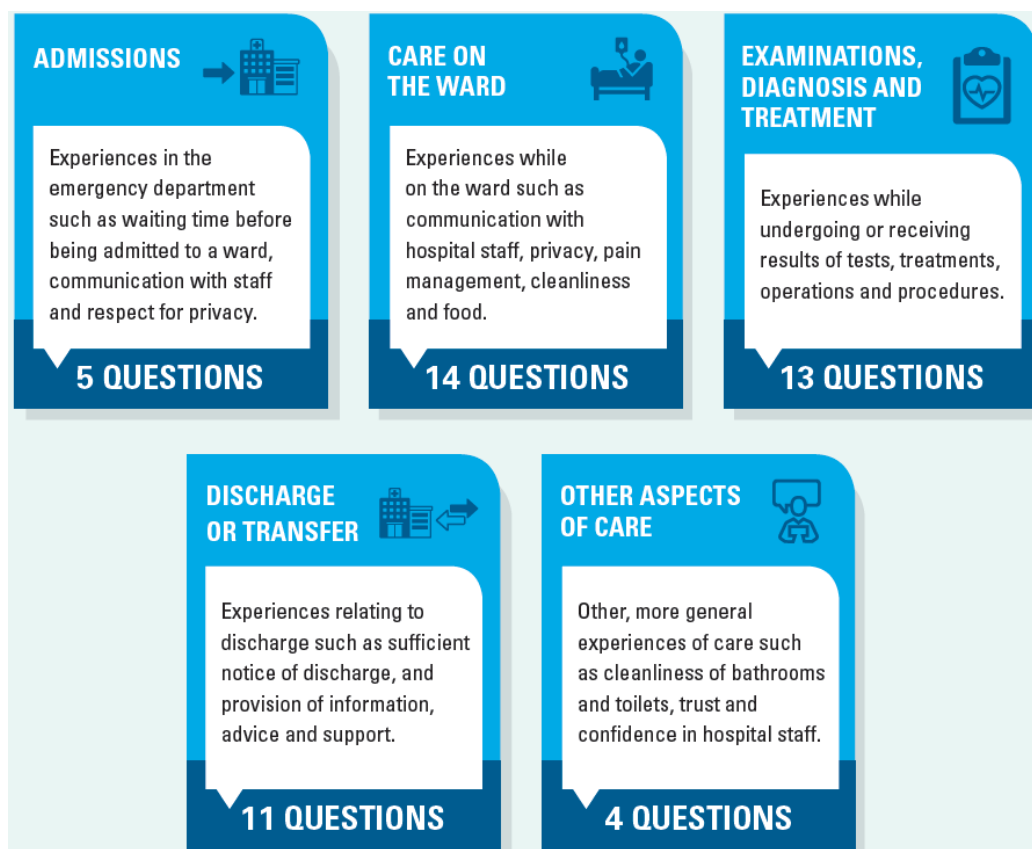 ADMISSIONS
Experiences in the
emergency department
such as waiting time before
being admitted to a ward,
communication with staff
and respect for privacy.
5 QUESTIONS
CARE ON
THE WARD
Experiences while
on the ward such as
communication with
hospital staff, privacy, pain
management, cleanliness
and food.
14 QUESTIONS
EXAMINATIONS,
DIAGNOSIS AND
TREATMENT
Experiences while
undergoing or receiving
results of tests, treatments,
operations and procedures.
13 QUESTIONS
DISCHARGE
OR TRANSFER
Experiences relating to
discharge such as sufficient
notice of discharge, and
provision of information,
advice and support.
11 QUESTIONS
OTHER ASPECTS
OF CARE
Other, more general
experiences of care such
as cleanliness of bathrooms
and toilets, trust and
confidence in hospital staff.
4 QUESTIONS